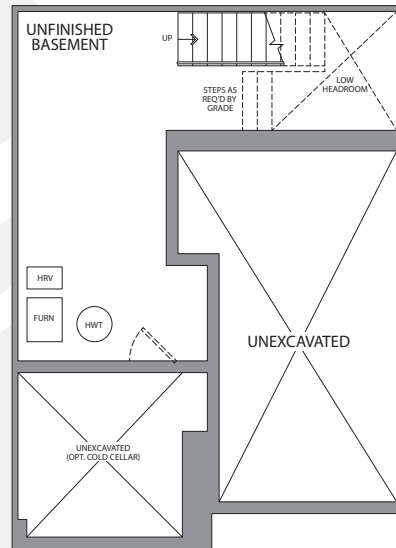 UNFINISHED
BASEMENT
UP
STEPS AS
REQ'D BY
GRADE
LOW
HEADROOM
HRV
FURN
HWT
UNEXCAVATED
UNEXCAVATED
(OPT. COLD CELLAR)